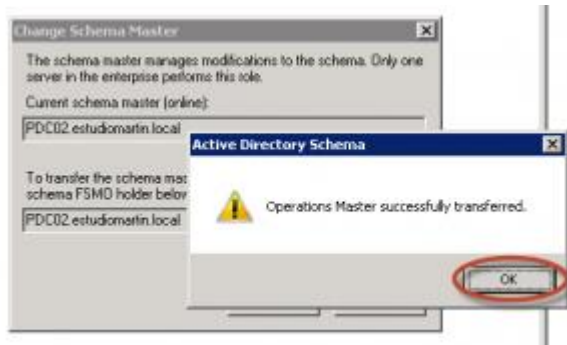 Change Schema Master
The schema master manages modifications to the schema. Only one
server in the enterprise performs this role.
Current schema master (online):
PDC02.estudiomartin.local
To transfer the schema mas
schema FSMO holder below
PDC02.estudiomartin.local
Active Directory Schema
Operations Master successfully transferred.
OK